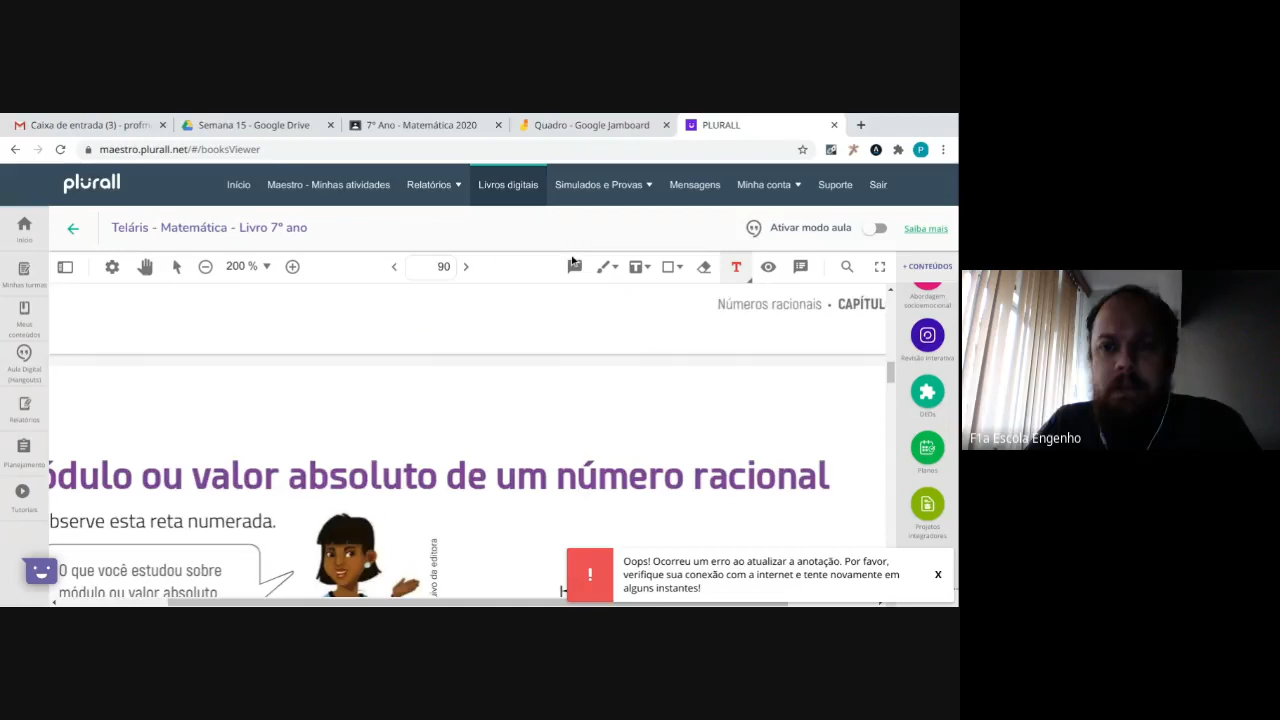 Caixa de entrada (3) - profm
Semana 15 - Google Drive
7º Ano - Matemática 2020
Quadro - Google Jamboard
PLURALL
maestro.plurall.net/#/booksViewer
P
plurall
Início
Maestro - Minhas atividades
Relatórios
Livros digitais
Simulados e Provas
Mensagens
Minha conta
Suporte
Sair
Início
Teláris - Matemática - Livro 7º ano
Ativar modo aula
Saiba mais
200 %
90
T
+ CONTEÚDOS
Minhas turmas
Meus conteúdos
Aula Digital (Hangouts)
Relatórios
Planejamento
Tutoriais
Números racionais • CAPÍTUL
ódulo ou valor absoluto de um número racional
bserve esta reta numerada.
O que você estudou sobre
módulo ou valor absoluto
ivo da editora
Abordagem socioemocional
Revisão interativa
DEDs
Planos
Projetos integradores
Oops! Ocorreu um erro ao atualizar a anotação. Por favor,
verifique sua conexão com a internet e tente novamente em
alguns instantes!
X
F1a Escola Engenho